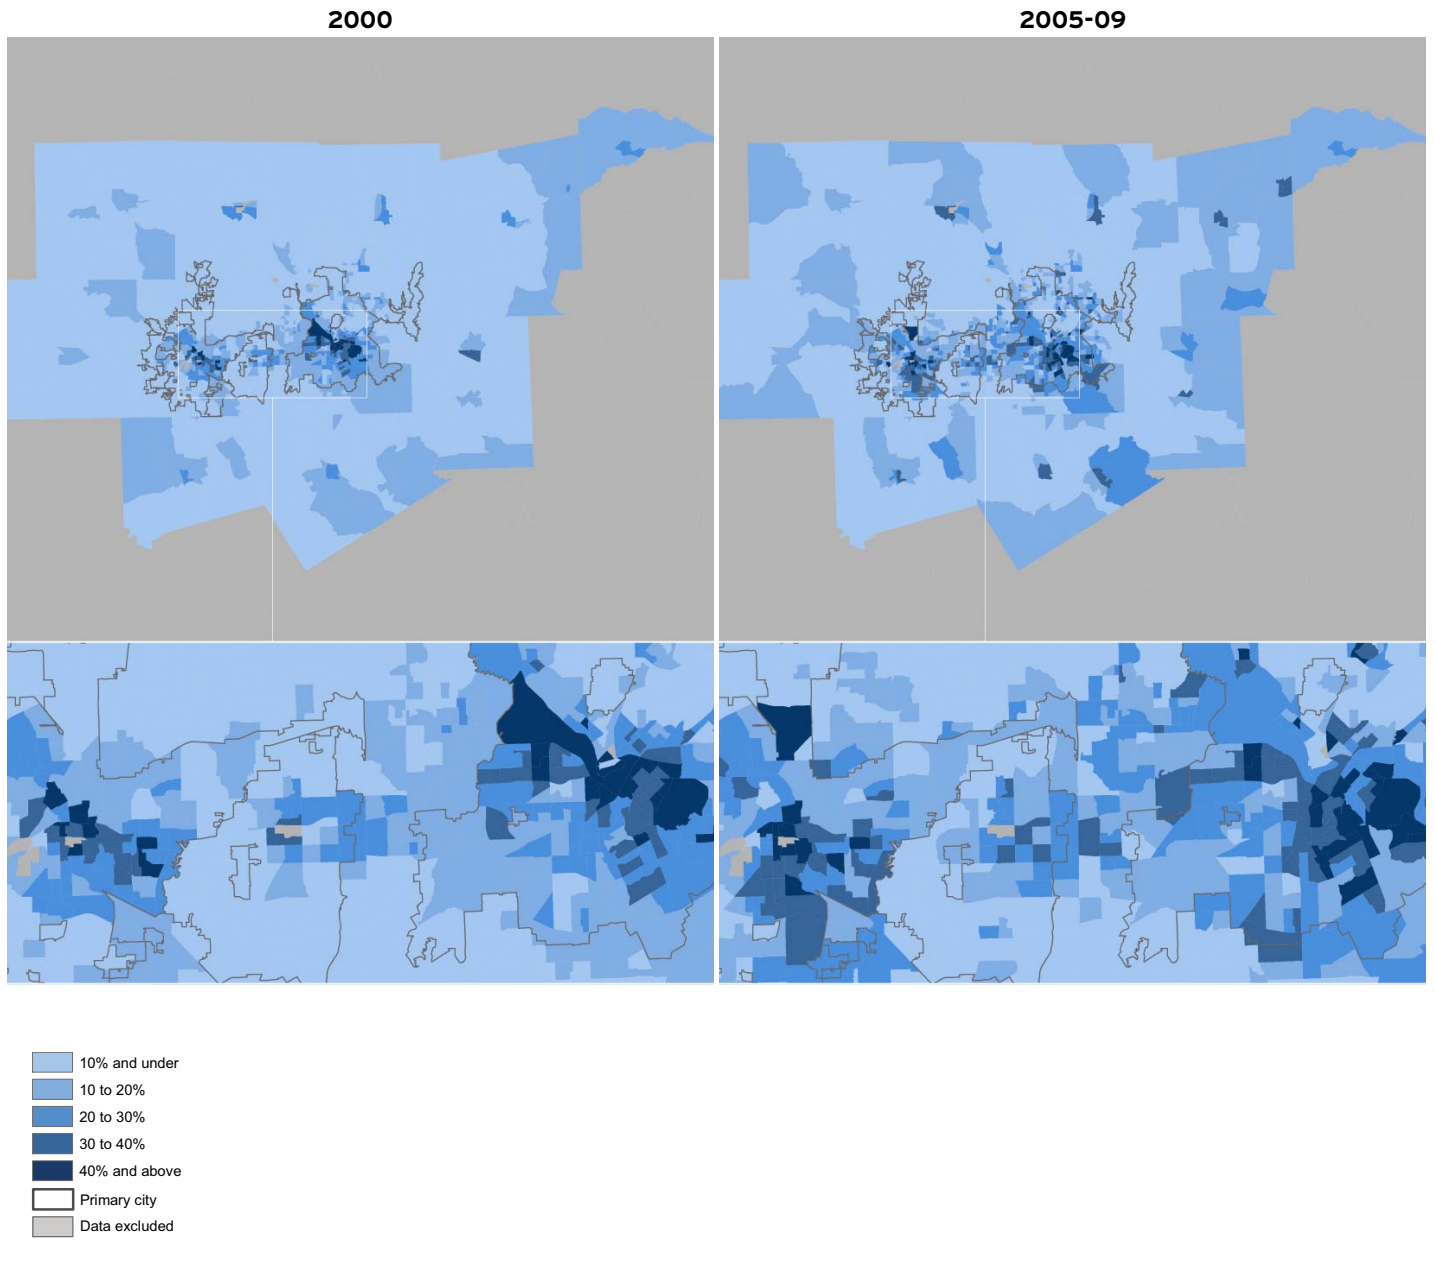 2000
2005-09
10% and under
10 to 20%
20 to 30%
30 to 40%
40% and above
Primary city
Data excluded